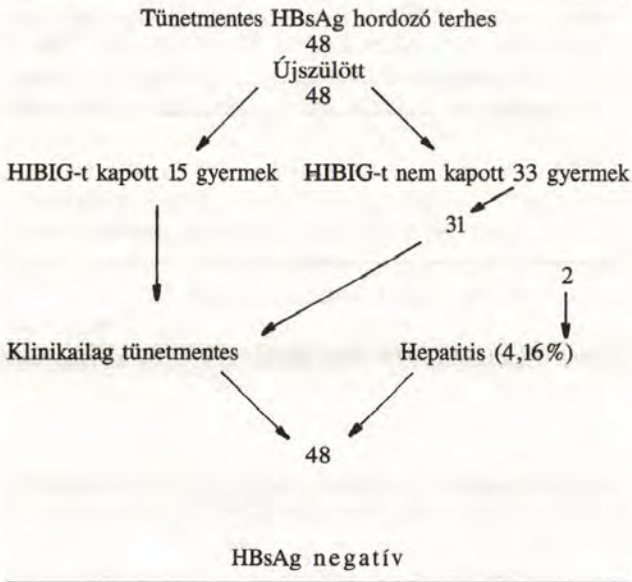 Tünetmentes HBsAg hordozó terhes
48
Újszülött
48
HIBIG-t kapott 15 gyermek HIBIG-t nem kapott 33 gyermek
31
2
Klinikailag tünetmentes Hepatitis (4,16%)
48
HBsAg negatív